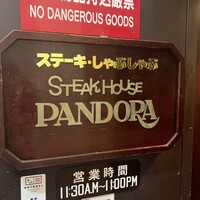 NO DANGEROUS GOODS
ステーキ・しゃぶしゃぶ
STEAK HOUSE
PANDORA
営業時間
11:30AM-11:00PM